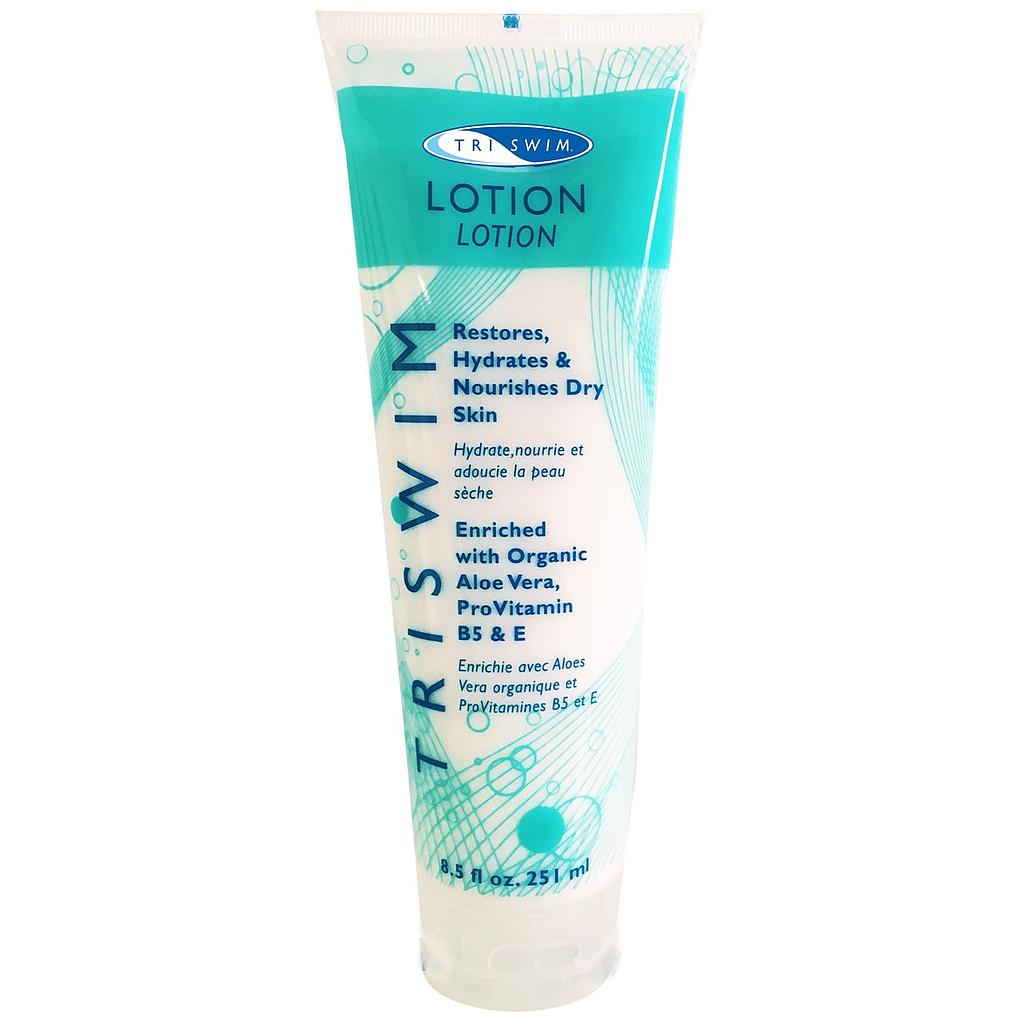 TRI SWIM.
LOTION
LOTION
TRISWIM
Restores,
Hydrates &
Nourishes Dry
Skin
Hydrate,nourrie et
adoucie la peau
sèche
Enriched
with Organic
Aloe Vera,
ProVitamin
B5 & E
Enrichie avec Aloes
Vera organique et
ProVitamines B5 et E
8.5 fl oz. 251 ml